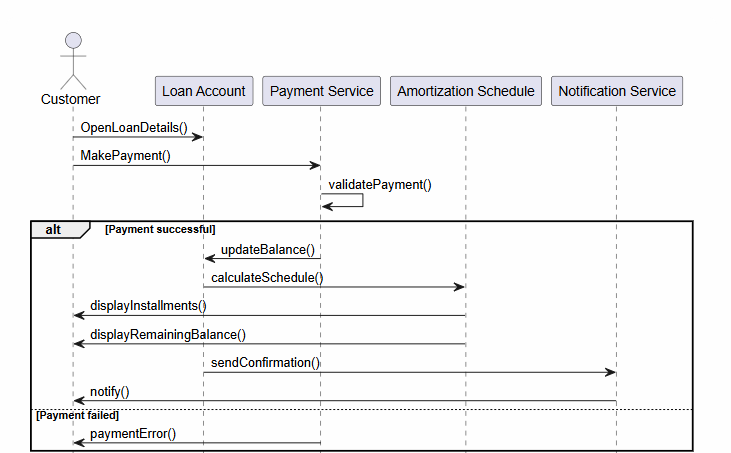 Customer
Loan Account
Payment Service
Amortization Schedule
Notification Service
OpenLoanDetails()
MakePayment()
validatePayment()
alt
[Payment successful]
updateBalance()
calculateSchedule()
displayInstallments()
displayRemainingBalance()
sendConfirmation()
notify()
[Payment failed]
paymentError()